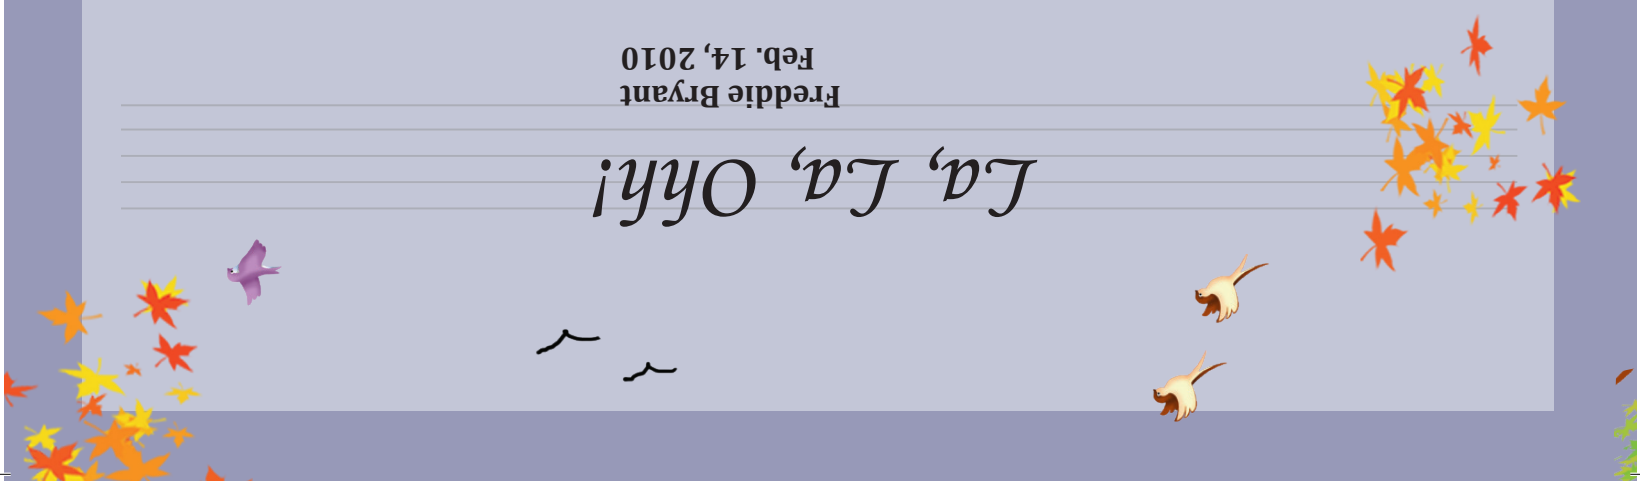 La, La, Ohh!
Freddie Bryant
Feb. 14, 2010